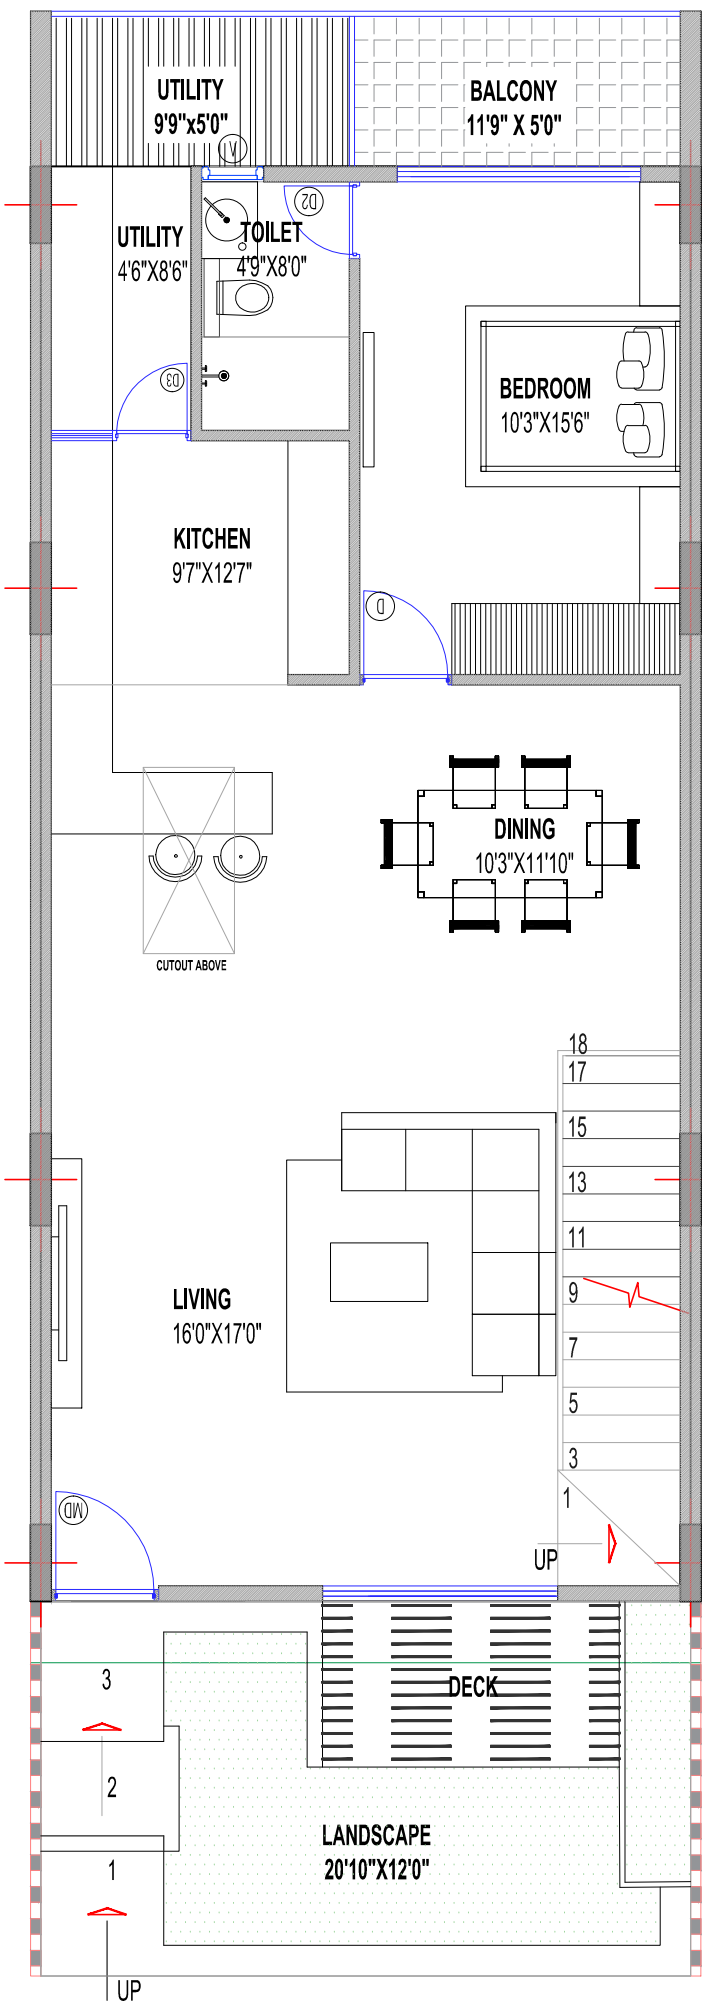 UTILITY
9'9"x5'0"
BALCONY
11'9" X 5'0"
V1
D2
UTILITY
4'6"X8'6"
TOILET
4'9"X8'0"
D3
BEDROOM
10'3"X15'6"
KITCHEN
9'7"X12'7"
D
DINING
10'3"X11'10"
CUTOUT ABOVE
18
17
15
13
11
9
7
5
3
1
UP
LIVING
16'0"X17'0"
MD
DECK
3
2
1
LANDSCAPE
20'10"X12'0"
UP